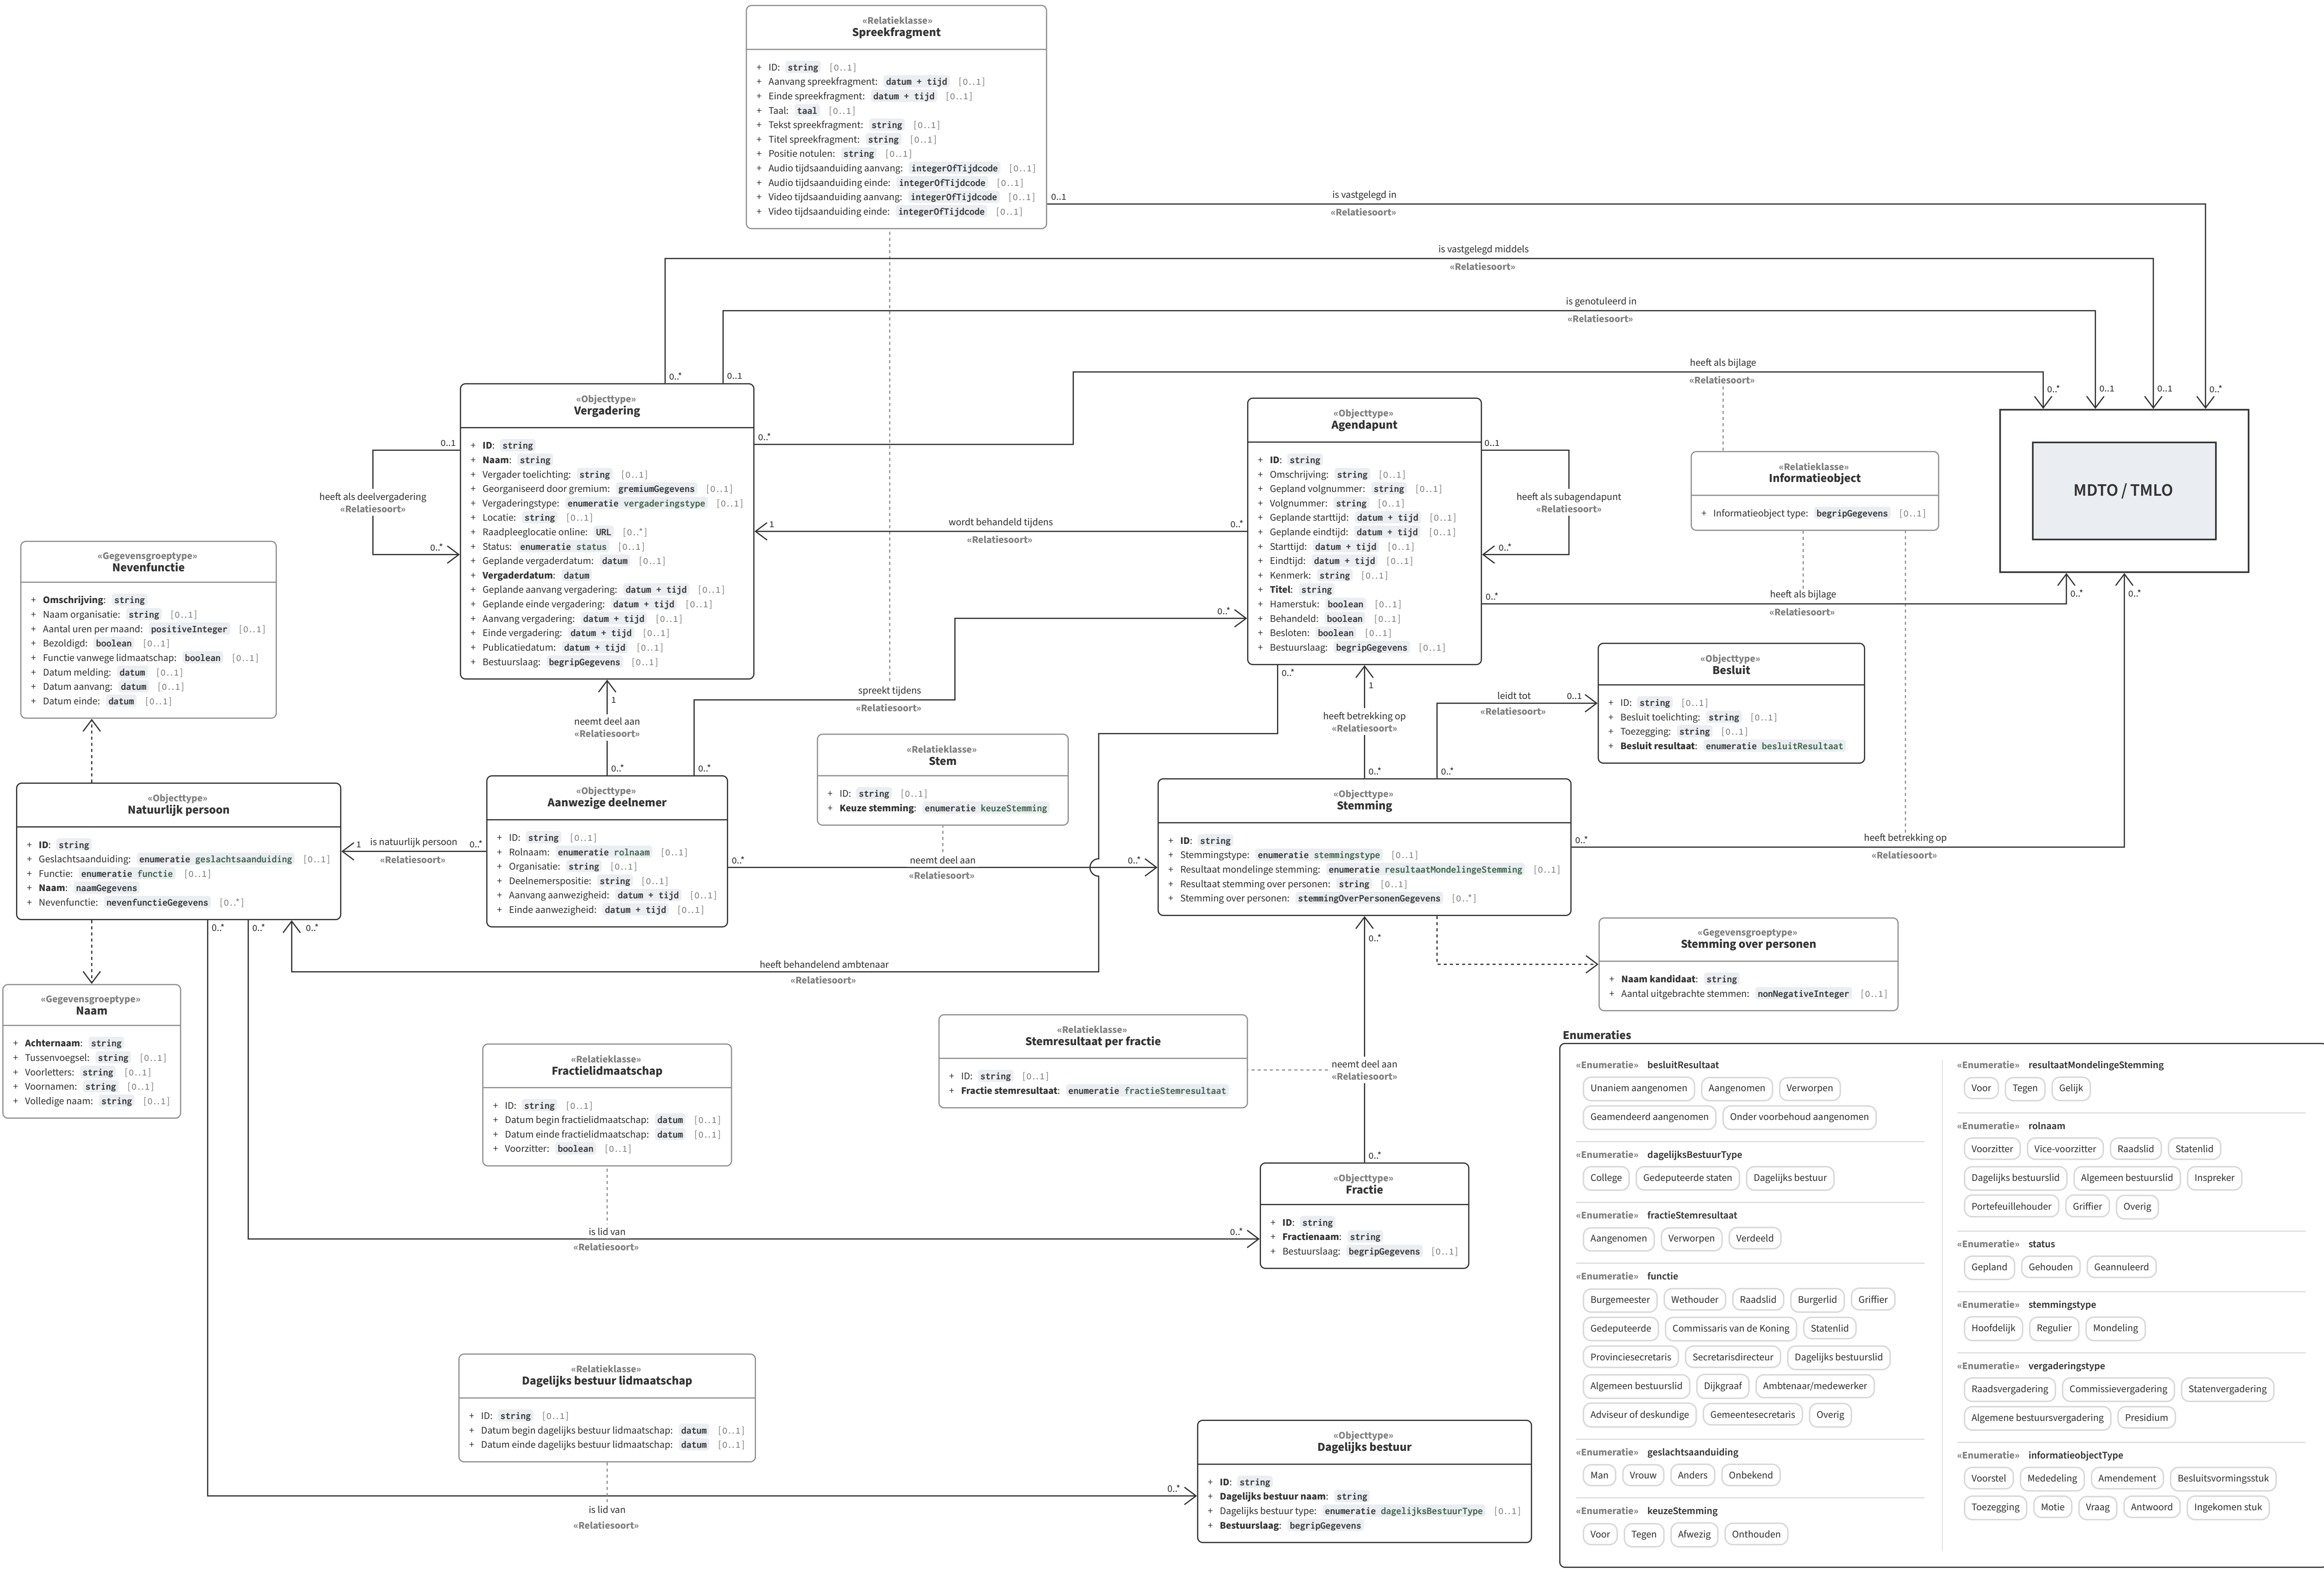 «Relatieklasse»
Spreekfragment
+ ID: string [0..1]
+ Aanvang spreekfragment: datum + tijd [0..1]
+ Einde spreekfragment: datum + tijd [0..1]
+ Taal: taal [0..1]
+ Tekst spreekfragment: string [0..1]
+ Titel spreekfragment: string [0..1]
+ Positie notulen: string [0..1]
+ Audio tijdsaanduiding aanvang: integerOfTijdcode [0..1]
+ Audio tijdsaanduiding einde: integerOfTijdcode [0..1]
+ Video tijdsaanduiding aanvang: integerOfTijdcode [0..1]
+ Video tijdsaanduiding einde: integerOfTijdcode [0..1]
0..1
is vastgelegd in
«Relatiesoort»
is vastgelegd middels
«Relatiesoort»
is genotuleerd in
«Relatiesoort»
heeft als bijlage
«Relatiesoort»
0..*
0..1
0..*
0..1
0..1
0..*
«Objecttype»
Vergadering
+ ID: string
+ Naam: string
+ Vergader toelichting: string [0..1]
+ Georganiseerd door gremium: gremiumGegevens [0..1]
+ Vergaderingstype: enumeratie vergaderingstype [0..1]
+ Locatie: string [0..1]
+ Raadpleeglocatie online: URL [0..*]
+ Status: enumeratie status [0..1]
+ Geplande vergaderdatum: datum [0..1]
+ Vergaderdatum: datum
+ Geplande aanvang vergadering: datum + tijd [0..1]
+ Geplande einde vergadering: datum + tijd [0..1]
+ Aanvang vergadering: datum + tijd [0..1]
+ Einde vergadering: datum + tijd [0..1]
+ Publicatiedatum: datum + tijd [0..1]
+ Bestuurslaag: begripGegevens [0..1]
0..1
heeft als deelvergadering
«Relatiesoort»
0..*
0..*
1
wordt behandeld tijdens
«Relatiesoort»
0..*
«Objecttype»
Agendapunt
+ ID: string
+ Omschrijving: string [0..1]
+ Gepland volgnummer: string [0..1]
+ Volgnummer: string [0..1]
+ Geplande starttijd: datum + tijd [0..1]
+ Geplande eindtijd: datum + tijd [0..1]
+ Starttijd: datum + tijd [0..1]
+ Eindtijd: datum + tijd [0..1]
+ Kenmerk: string [0..1]
+ Titel: string
+ Hamerstuk: boolean [0..1]
+ Behandeld: boolean [0..1]
+ Besloten: boolean [0..1]
+ Bestuurslaag: begripGegevens [0..1]
0..1
heeft als subagendapunt
«Relatiesoort»
0..*
0..*
heeft als bijlage
«Relatiesoort»
«Relatieklasse»
Informatieobject
+ Informatieobject type: begripGegevens [0..1]
MDTO / TMLO
0..*
0..*
«Gegevensgroeptype»
Nevenfunctie
+ Omschrijving: string
+ Naam organisatie: string [0..1]
+ Aantal uren per maand: positiveInteger [0..1]
+ Bezoldigd: boolean [0..1]
+ Functie vanwege lidmaatschap: boolean [0..1]
+ Datum melding: datum [0..1]
+ Datum aanvang: datum [0..1]
+ Datum einde: datum [0..1]
0..*
spreekt tijdens
«Relatiesoort»
0..*
1
neemt deel aan
«Relatiesoort»
0..*
0..*
1
heeft betrekking op
«Relatiesoort»
0..*
leidt tot
«Relatiesoort»
0..1
0..*
«Objecttype»
Besluit
+ ID: string [0..1]
+ Besluit toelichting: string [0..1]
+ Toezegging: string [0..1]
+ Besluit resultaat: enumeratie besluitResultaat
«Relatieklasse»
Stem
+ ID: string [0..1]
+ Keuze stemming: enumeratie keuzeStemming
«Objecttype»
Natuurlijk persoon
+ ID: string
+ Geslachtsaanduiding: enumeratie geslachtsaanduiding [0..1]
+ Functie: enumeratie functie [0..1]
+ Naam: naamGegevens
+ Nevenfunctie: nevenfunctieGegevens [0..*]
1
is natuurlijk persoon
«Relatiesoort»
0..*
«Objecttype»
Aanwezige deelnemer
+ ID: string [0..1]
+ Rolnaam: enumeratie rolnaam [0..1]
+ Organisatie: string [0..1]
+ Deelnemerspositie: string [0..1]
+ Aanvang aanwezigheid: datum + tijd [0..1]
+ Einde aanwezigheid: datum + tijd [0..1]
0..*
neemt deel aan
«Relatiesoort»
0..*
«Objecttype»
Stemming
+ ID: string
+ Stemmingstype: enumeratie stemmingstype [0..1]
+ Resultaat mondelinge stemming: enumeratie resultaatMondelingeStemming [0..1]
+ Resultaat stemming over personen: string [0..1]
+ Stemming over personen: stemmingOverPersonenGegevens [0..*]
0..*
heeft betrekking op
«Relatiesoort»
0..*
0..*
0..*
0..*
heeft behandelend ambtenaar
«Relatiesoort»
«Gegevensgroeptype»
Stemming over personen
+ Naam kandidaat: string
+ Aantal uitgebrachte stemmen: nonNegativeInteger [0..1]
«Gegevensgroeptype»
Naam
+ Achternaam: string
+ Tussenvoegsel: string [0..1]
+ Voorletters: string [0..1]
+ Voornamen: string [0..1]
+ Volledige naam: string [0..1]
«Relatieklasse»
Fractielidmaatschap
+ ID: string [0..1]
+ Datum begin fractielidmaatschap: datum [0..1]
+ Datum einde fractielidmaatschap: datum [0..1]
+ Voorzitter: boolean [0..1]
«Relatieklasse»
Stemresultaat per fractie
+ ID: string [0..1]
+ Fractie stemresultaat: enumeratie fractieStemresultaat
neemt deel aan
«Relatiesoort»
0..*
«Objecttype»
Fractie
+ ID: string
+ Fractienaam: string
+ Bestuurslaag: begripGegevens [0..1]
is lid van
«Relatiesoort»
0..*
«Relatieklasse»
Dagelijks bestuur lidmaatschap
+ ID: string [0..1]
+ Datum begin dagelijks bestuur lidmaatschap: datum [0..1]
+ Datum einde dagelijks bestuur lidmaatschap: datum [0..1]
is lid van
«Relatiesoort»
0..*
«Objecttype»
Dagelijks bestuur
+ ID: string
+ Dagelijks bestuur naam: string
+ Dagelijks bestuur type: enumeratie dagelijksBestuurType [0..1]
+ Bestuurslaag: begripGegevens
Enumeraties
«Enumeratie» besluitResultaat
Unaniem aangenomen Aangenomen Verworpen
Geamendeerd aangenomen Onder voorbehoud aangenomen
«Enumeratie» dagelijksBestuurType
College Gedeputeerde staten Dagelijks bestuur
«Enumeratie» fractieStemresultaat
Aangenomen Verworpen Verdeeld
«Enumeratie» functie
Burgemeester Wethouder Raadslid Burgerlid Griffier
Gedeputeerde Commissaris van de Koning Statenlid
Provinciesecretaris Secretarisdirecteur Dagelijks bestuurslid
Algemeen bestuurslid Dijkgraaf Ambtenaar/medewerker
Adviseur of deskundige Gemeentesecretaris Overig
«Enumeratie» geslachtsaanduiding
Man Vrouw Anders Onbekend
«Enumeratie» keuzeStemming
Voor Tegen Afwezig Onthouden
«Enumeratie» resultaatMondelingeStemming
Voor Tegen Gelijk
«Enumeratie» rolnaam
Voorzitter Vice-voorzitter Raadslid Statenlid
Dagelijks bestuurslid Algemeen bestuurslid Inspreker
Portefeuillehouder Griffier Overig
«Enumeratie» status
Gepland Gehouden Geannuleerd
«Enumeratie» stemmingstype
Hoofdelijk Regulier Mondeling
«Enumeratie» vergaderingstype
Raadsvergadering Commissievergadering Statenvergadering
Algemene bestuursvergadering Presidium
«Enumeratie» informatieobjectType
Voorstel Mededeling Amendement Besluitsvormingsstuk
Toezegging Motie Vraag Antwoord Ingekomen stuk